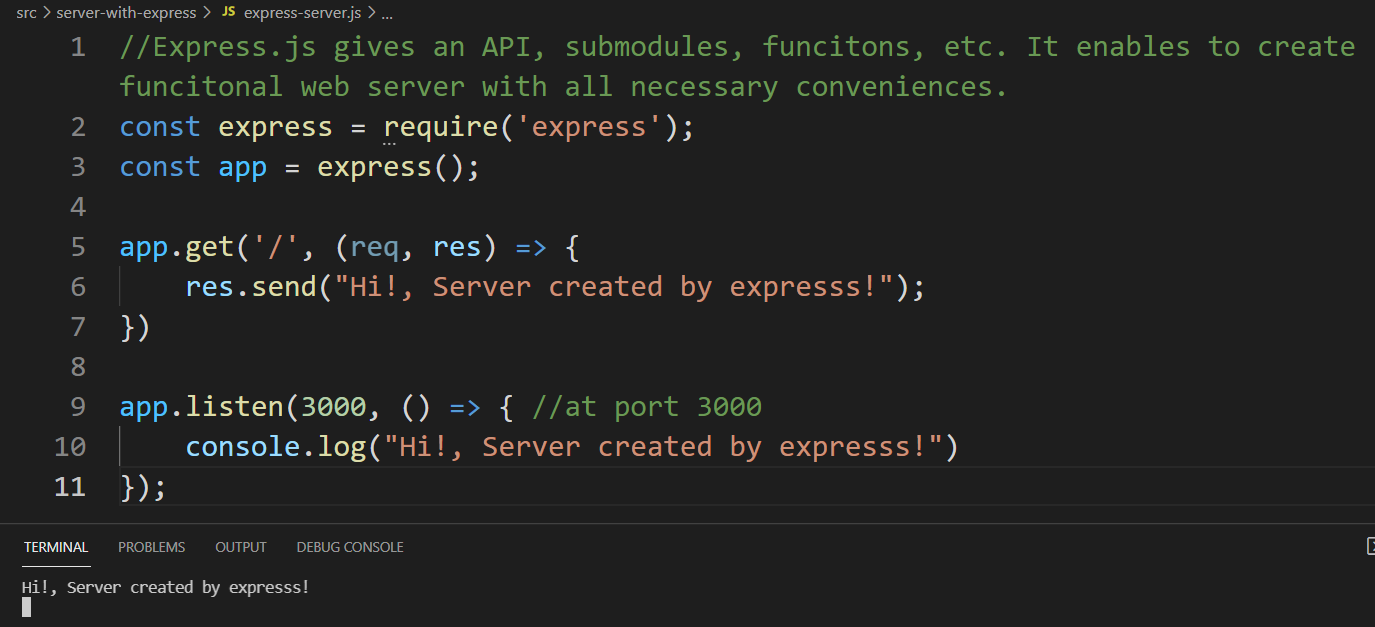 src > server-with-express > JS express-server.js > ...
1 //Express.js gives an API, submodules, funcitons, etc. It enables to create
funcitonal web server with all necessary conveniences.
2 const express = require('express');
3 const app = express();
4
5 app.get('/', (req, res) => {
6 res.send("Hi!, Server created by expresss!");
7 })
8
9 app.listen(3000, () => { //at port 3000
10 console.log("Hi!, Server created by expresss!")
11 });
TERMINAL PROBLEMS OUTPUT DEBUG CONSOLE
Hi!, Server created by expresss!